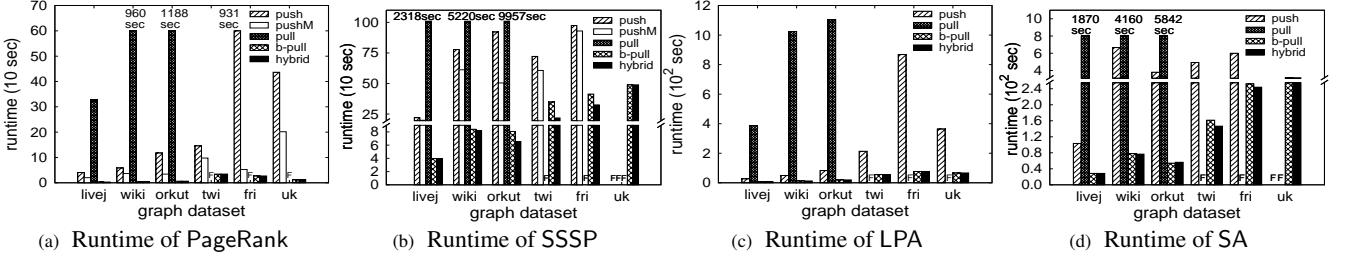 960 sec 1188 sec 931 sec
runtime (10 sec)
70
60
50
40
30
20
10
0
push
pushM
pull
b-pull
hybrid
F F F
livej wiki orkut twi fri uk
graph dataset
(a) Runtime of PageRank
2318sec 5220sec 9957sec
runtime (10 sec)
100
75
50
25
8
6
4
2
0
push
pushM
pull
b-pull
hybrid
F F FFF
livej wiki orkut twi fri uk
graph dataset
(b) Runtime of SSSP
runtime (10² sec)
12
10
8
6
4
2
0
push
pull
b-pull
hybrid
F F F
livej wiki orkut twi fri uk
graph dataset
(c) Runtime of LPA
1870 sec 4160 sec 5842 sec
runtime (10² sec)
10
8
6
4
2.4
2.0
1.6
1.2
0.8
0.4
0.0
push
pull
b-pull
hybrid
F F F F
livej wiki orkut twi fri uk
graph dataset
(d) Runtime of SA